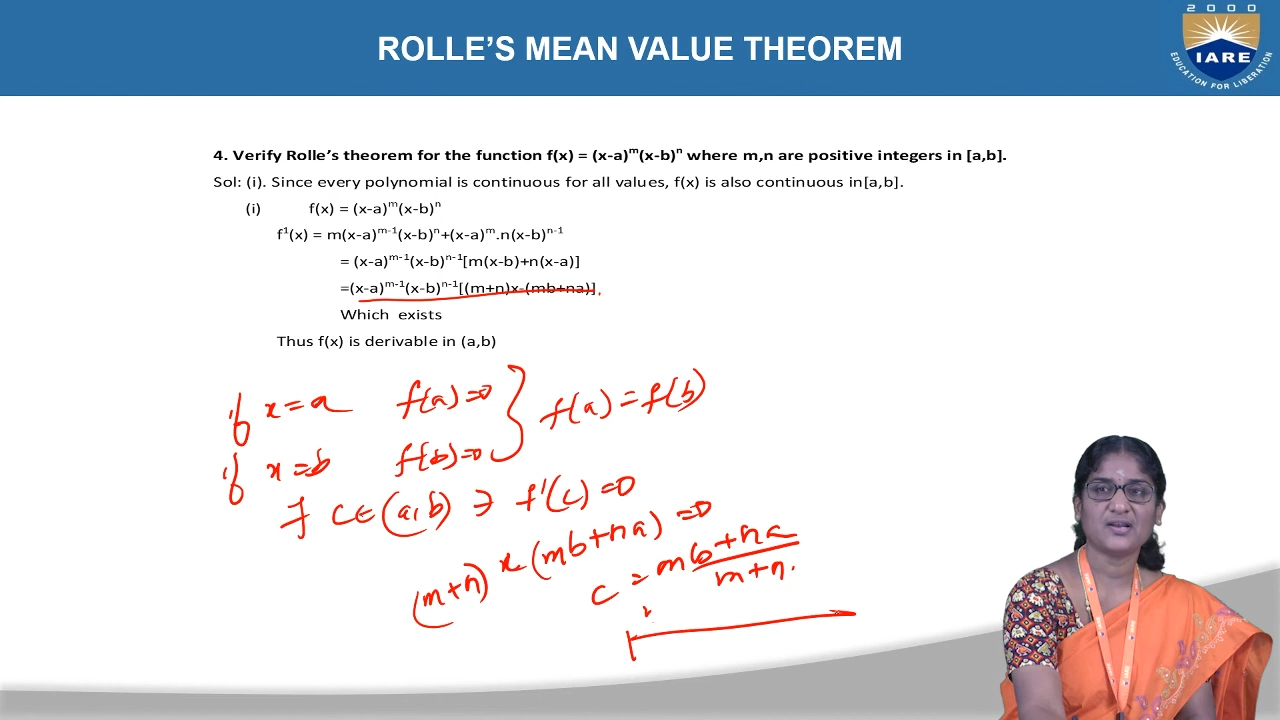 ROLLE'S MEAN VALUE THEOREM
2000
IARE
EDUCATION FOR LIBERATION
4. Verify Rolle's theorem for the function f(x) = (x-a)ᵐ(x-b)ⁿ where m,n are positive integers in [a,b].
Sol: (i). Since every polynomial is continuous for all values, f(x) is also continuous in[a,b].
(i) f(x) = (x-a)ᵐ(x-b)ⁿ
f¹(x) = m(x-a)ᵐ⁻¹(x-b)ⁿ+(x-a)ᵐ.n(x-b)ⁿ⁻¹
= (x-a)ᵐ⁻¹(x-b)ⁿ⁻¹[m(x-b)+n(x-a)]
=(x-a)ᵐ⁻¹(x-b)ⁿ⁻¹[(m+n)x-(mb+na)]
Which exists
Thus f(x) is derivable in (a,b)
if x=a f(a)=0 } f(a)=f(b)
if x=b f(b)=0
∃ c∈(a,b) ∋ f'(c)=0
(m+n) x (mb+na)=0
c = mb+na
m+n.